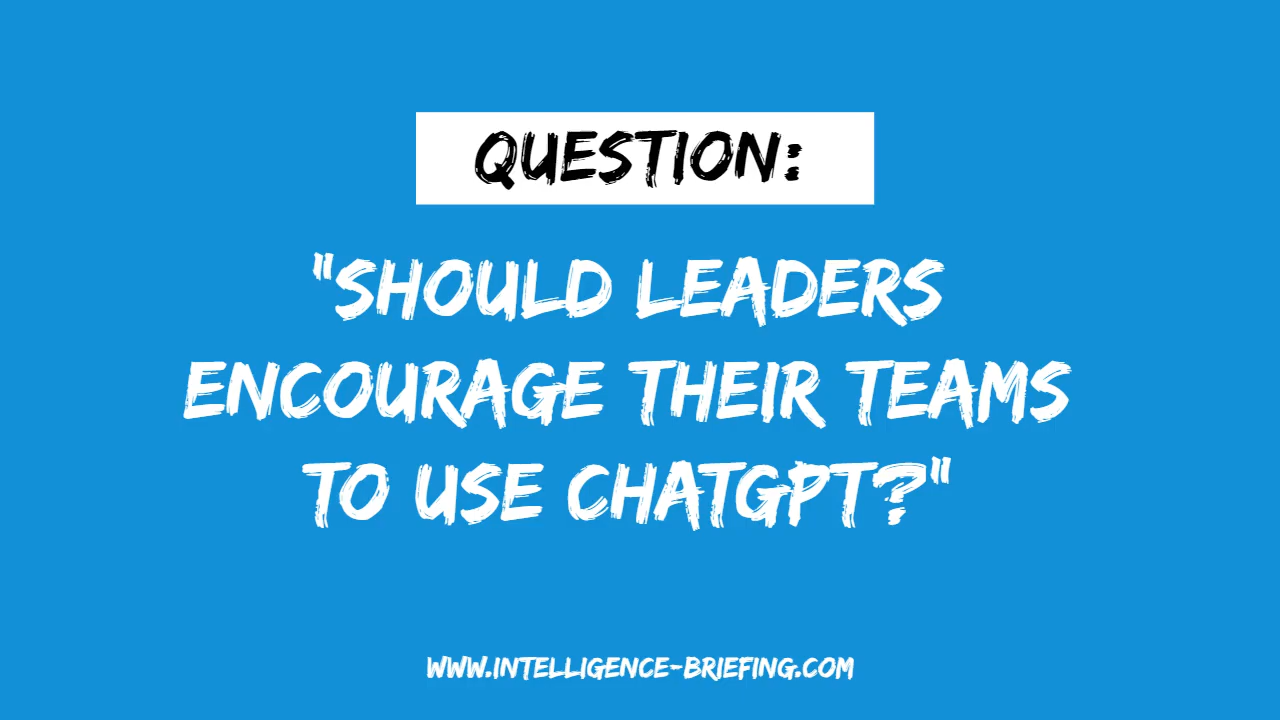 QUESTION:
"SHOULD LEADERS
ENCOURAGE THEIR TEAMS
TO USE CHATGPT?"
WWW.INTELLIGENCE-BRIEFING.COM